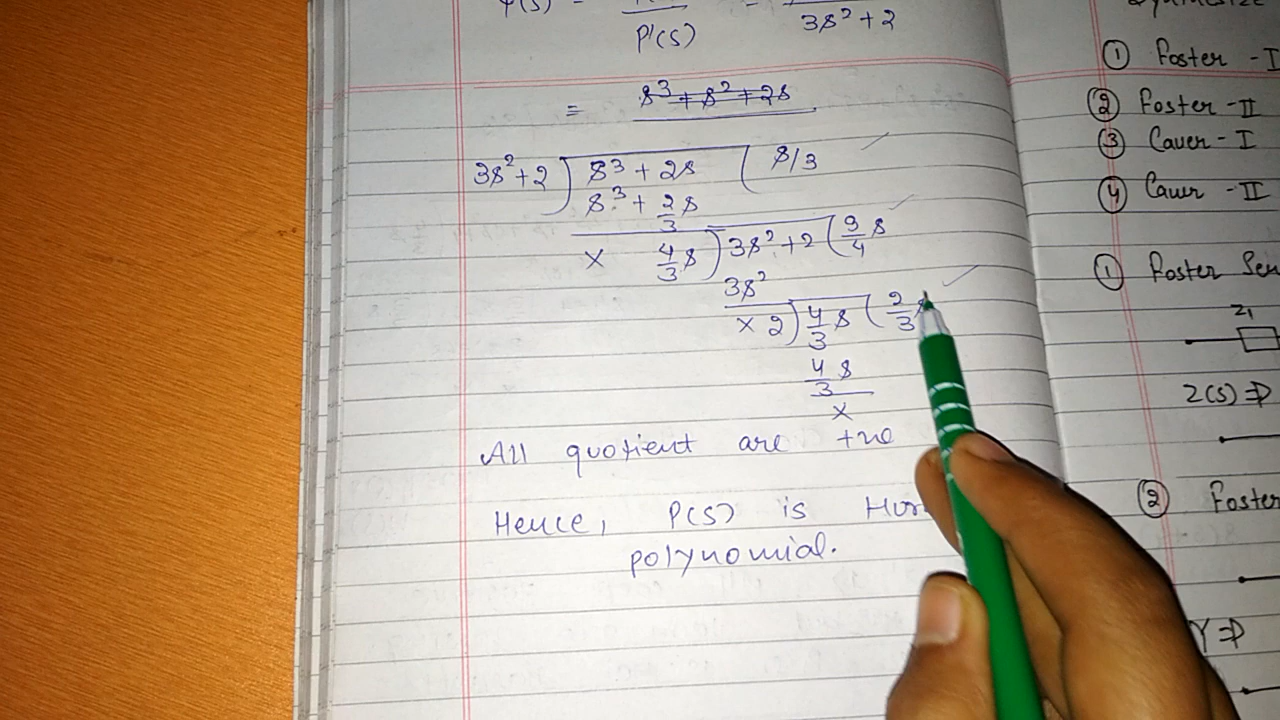 P'(S)
3s² + 2
= s³ + s² + 2s
3s² + 2 ) s³ + 2s ( s/3
s³ + 2/3 s
x 4/3 s ) 3s² + 2 ( 9/4 s
3s²
x 2 ) 4/3 s ( 2/3
4/3 s
x
All quotient are +ve
Hence, P(S) is
polynomial.
① Foster - I
② Foster - II
③ Cauer - I
④ Cauer - II
① Foster
Z₁
Z(S) ⇒
② Foster
Y ⇒